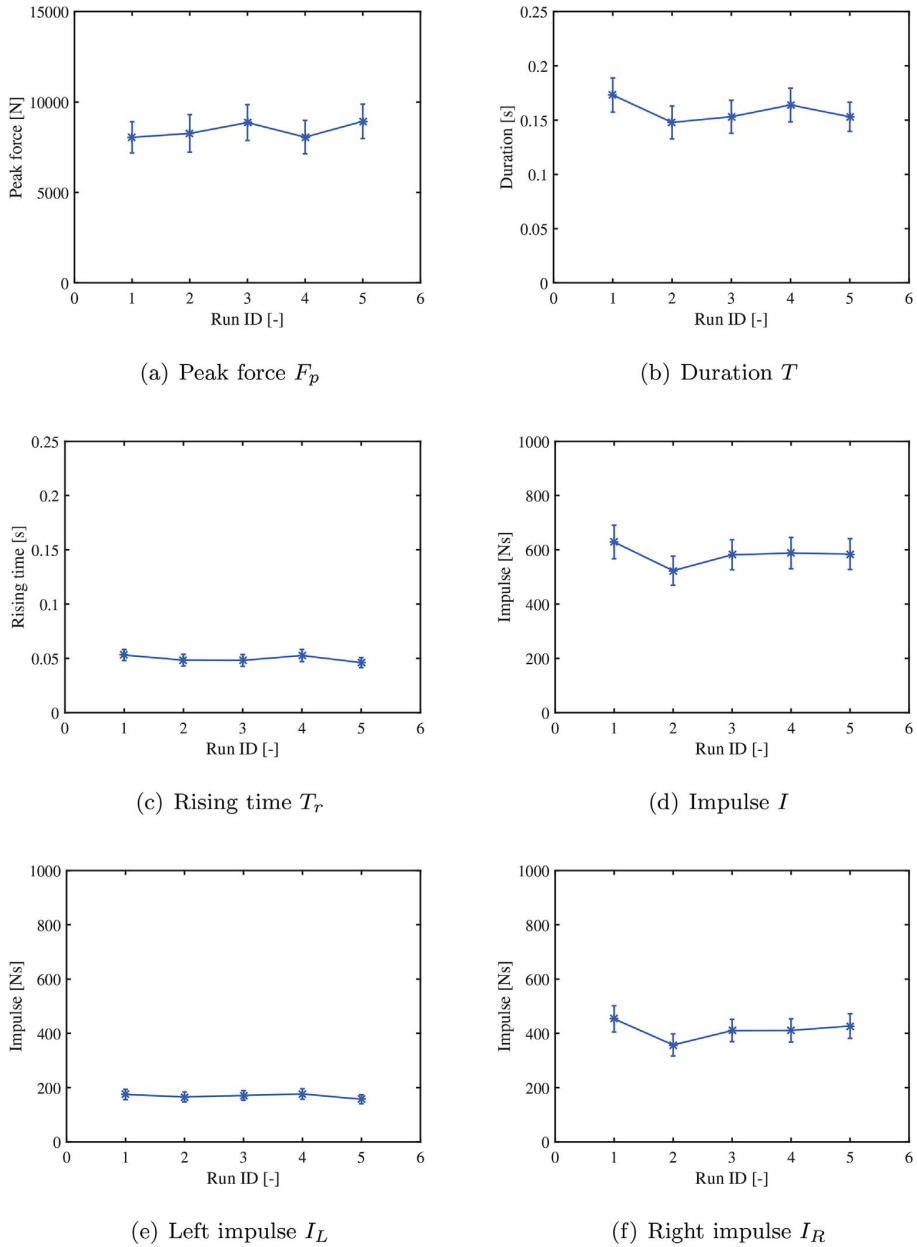 15000
10000
5000
0
Peak force [N]
0 1 2 3 4 5 6
Run ID [-]
(a) Peak force F_p
0.25
0.2
0.15
0.1
0.05
0
Duration [s]
0 1 2 3 4 5 6
Run ID [-]
(b) Duration T
0.25
0.2
0.15
0.1
0.05
0
Rising time [s]
0 1 2 3 4 5 6
Run ID [-]
(c) Rising time T_r
1000
800
600
400
200
0
Impulse [Ns]
0 1 2 3 4 5 6
Run ID [-]
(d) Impulse I
1000
800
600
400
200
0
Impulse [Ns]
0 1 2 3 4 5 6
Run ID [-]
(e) Left impulse I_L
1000
800
600
400
200
0
Impulse [Ns]
0 1 2 3 4 5 6
Run ID [-]
(f) Right impulse I_R